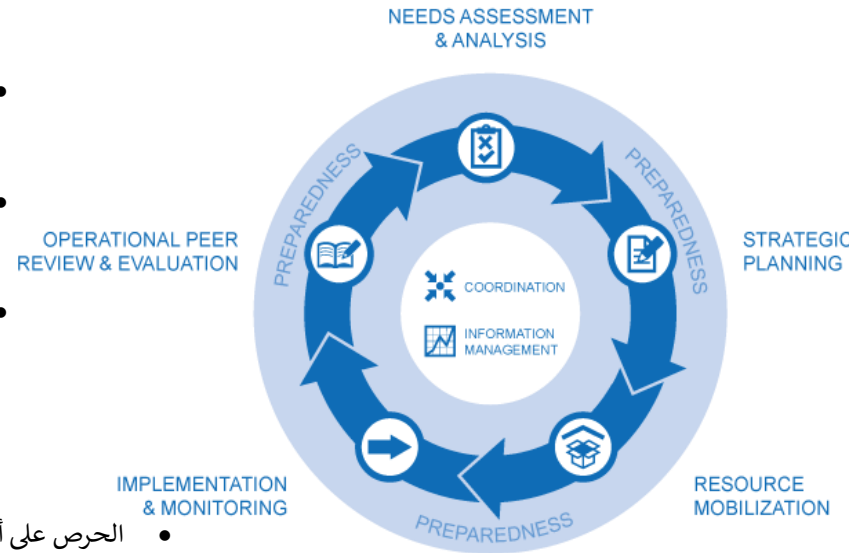 NEEDS ASSESSMENT
& ANALYSIS
PREPAREDNESS
PREPAREDNESS
OPERATIONAL PEER
REVIEW & EVALUATION
STRATEGIC
PLANNING
COORDINATION
INFORMATION
MANAGEMENT
IMPLEMENTATION
& MONITORING
RESOURCE
MOBILIZATION
PREPAREDNESS
• الحرص على